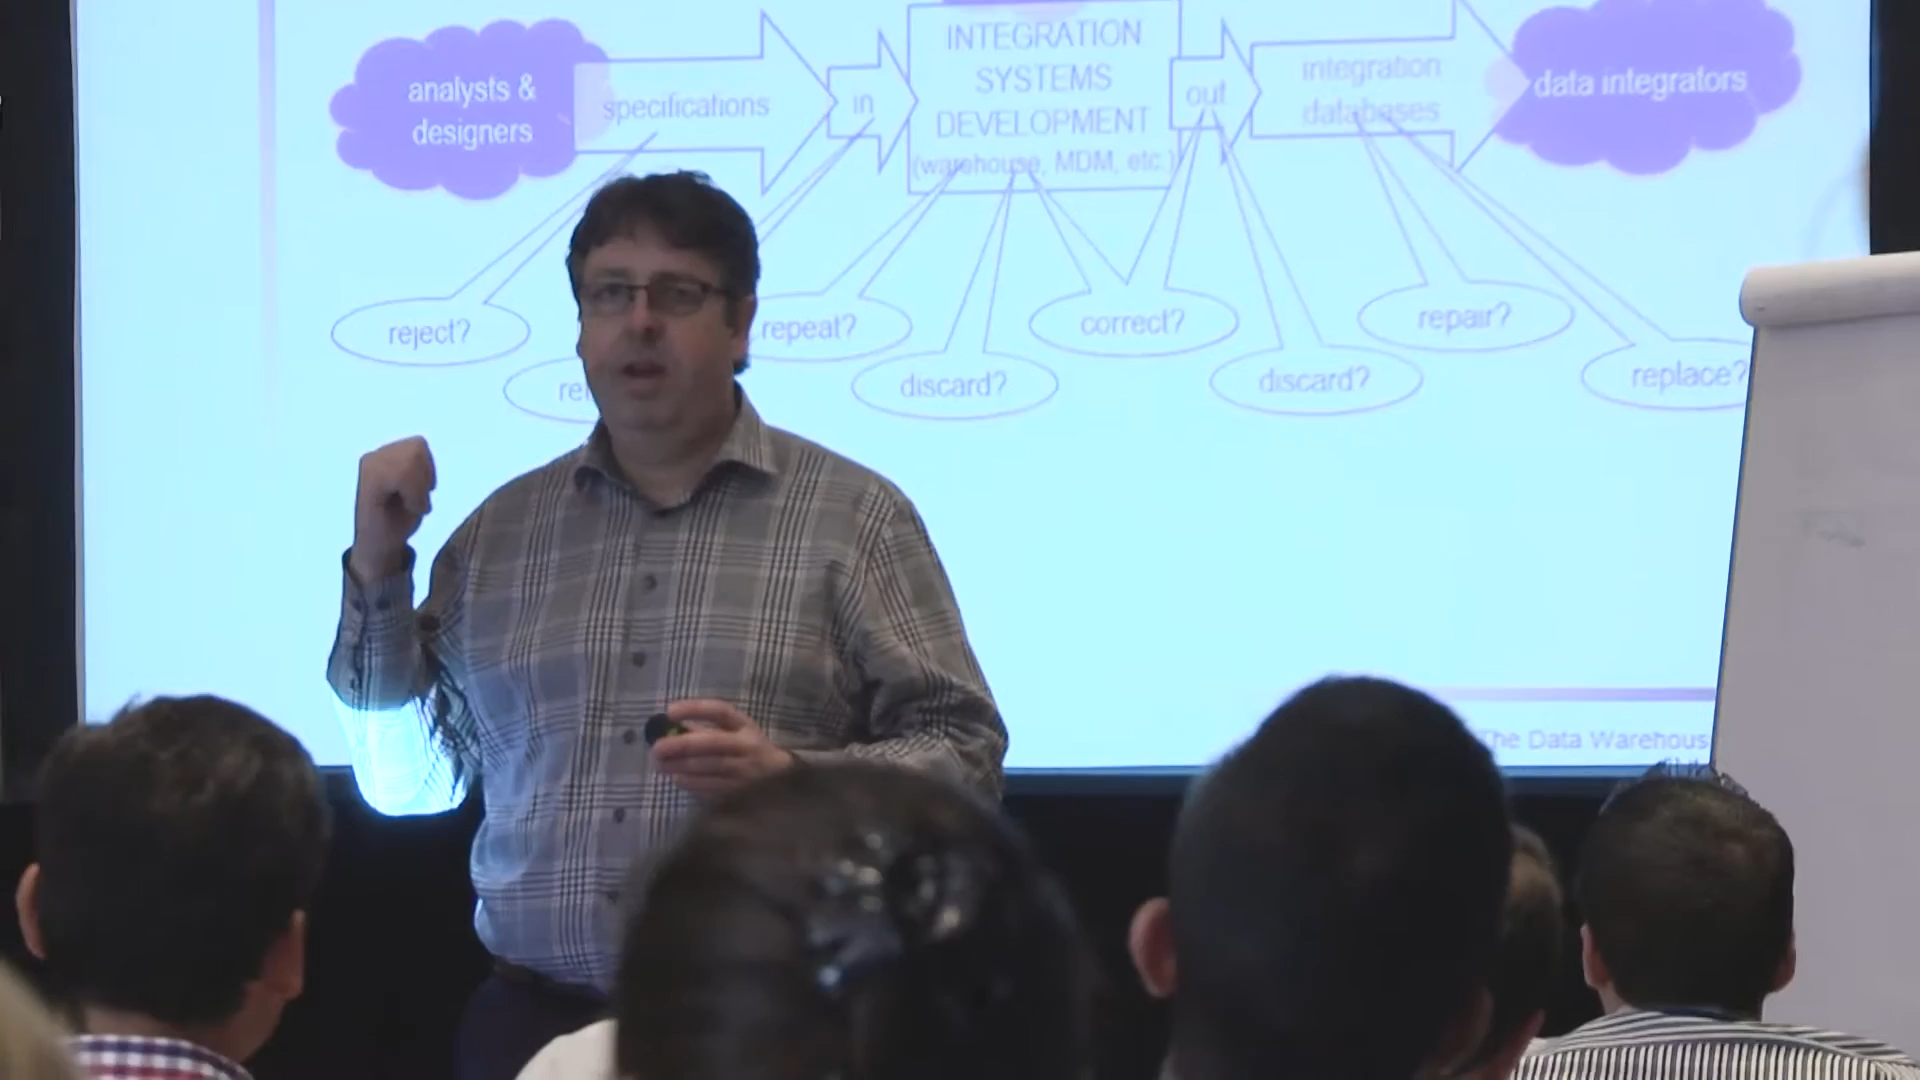 analysts &
designers
specifications
in
INTEGRATION
SYSTEMS
DEVELOPMENT
(warehouse, MDM, etc.)
out
integration
databases
data integrators
reject?
repeat?
discard?
correct?
discard?
repair?
replace?
The Data Warehous